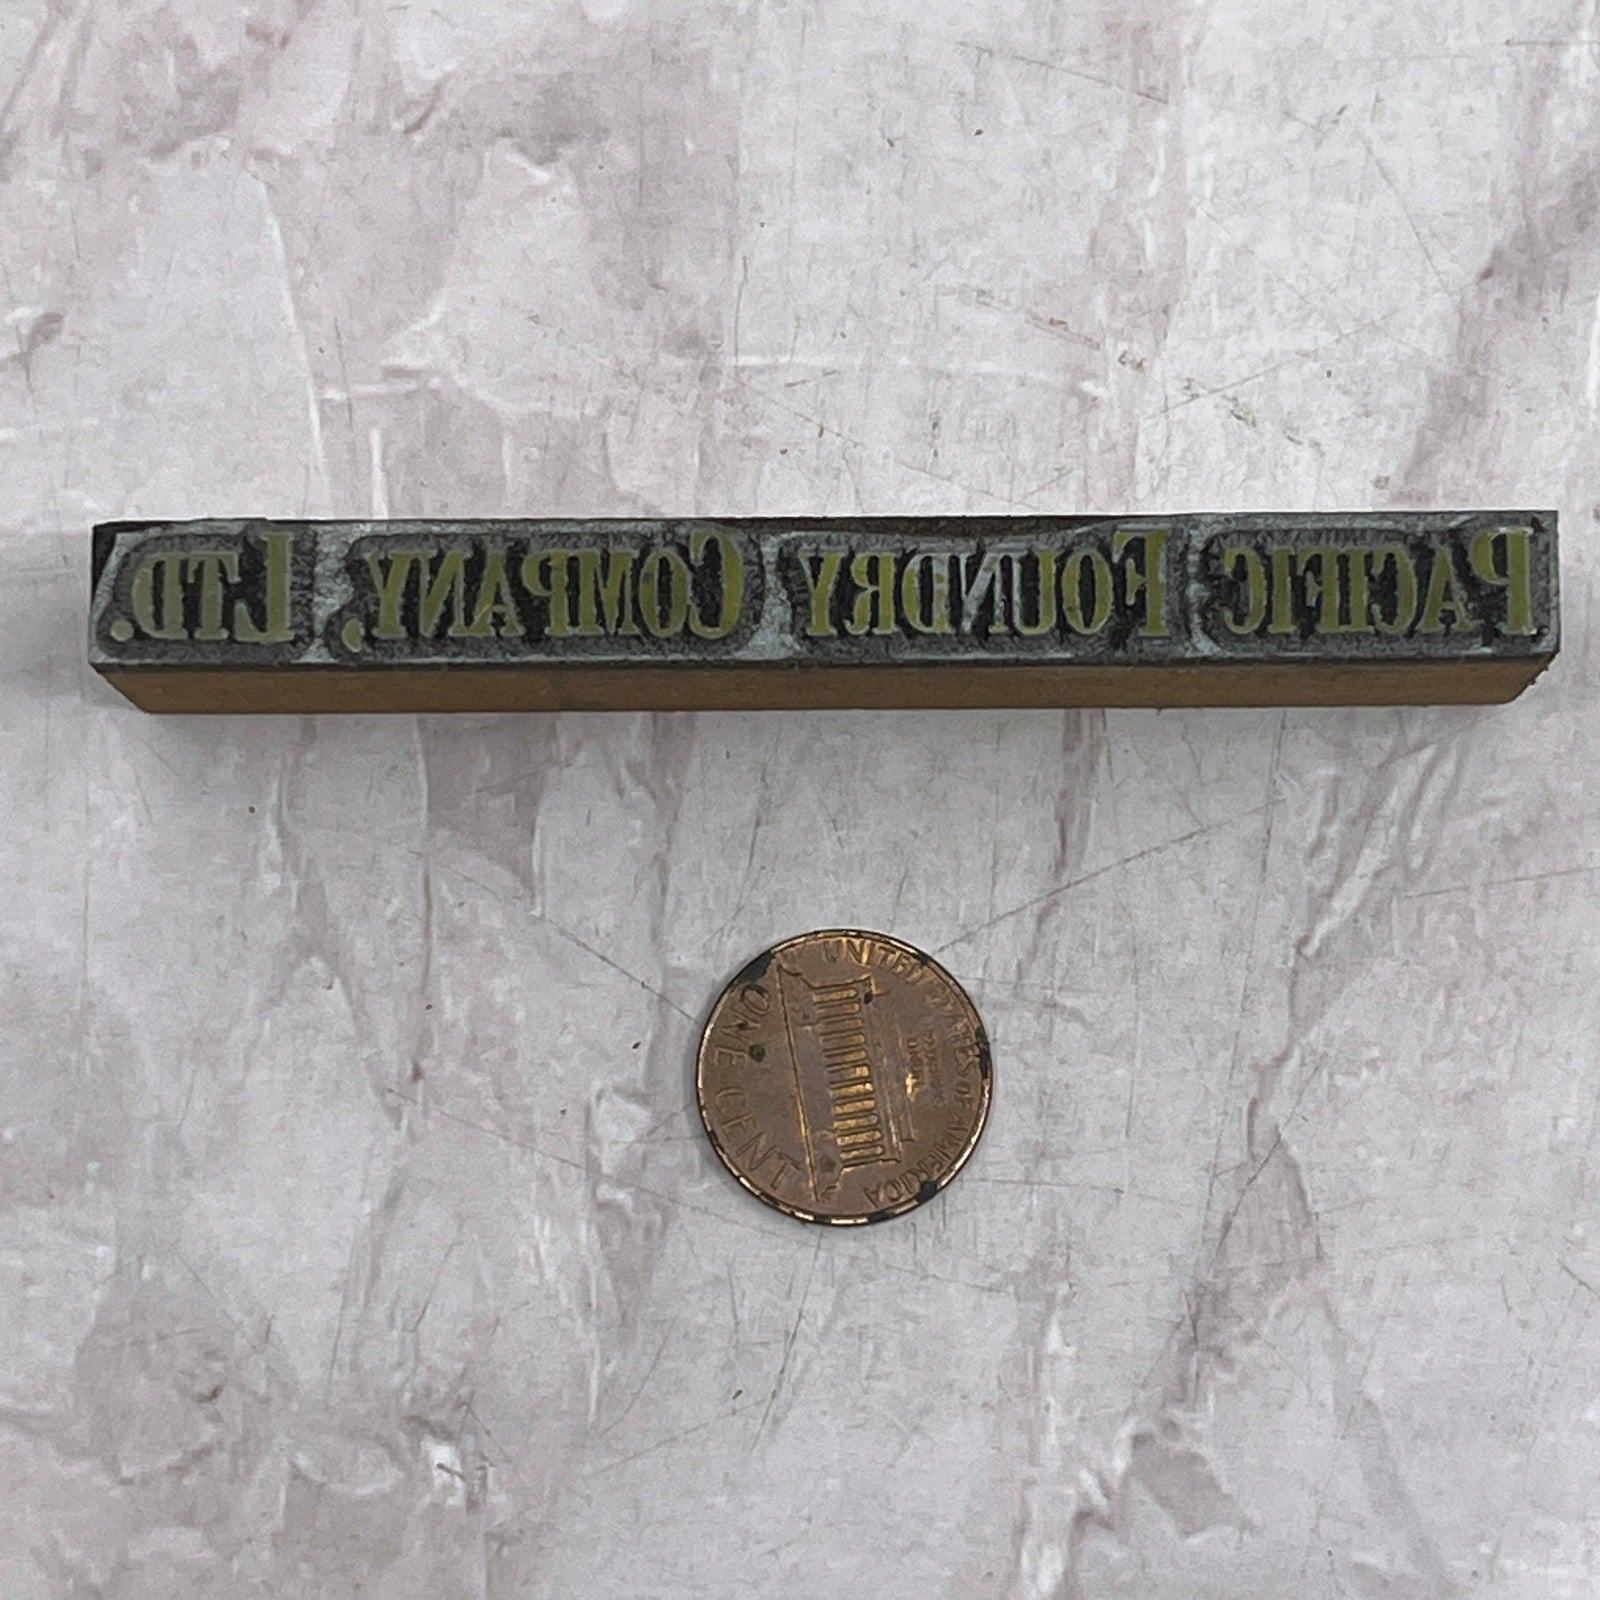 PACIFIC FOUNDRY COMPANY, LTD.
UNITED STATES OF AMERICA
ONE CENT